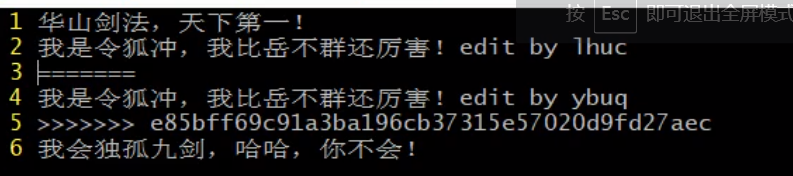 按 Esc 即可退出全屏模式
1 华山剑法，天下第一！
2 我是令狐冲，我比岳不群还厉害！edit by lhuc
3 =======
4 我是令狐冲，我比岳不群还厉害！edit by ybuq
5 >>>>>>> e85bff69c91a3ba196cb37315e57020d9fd27aec
6 我会独孤九剑，哈哈，你不会！